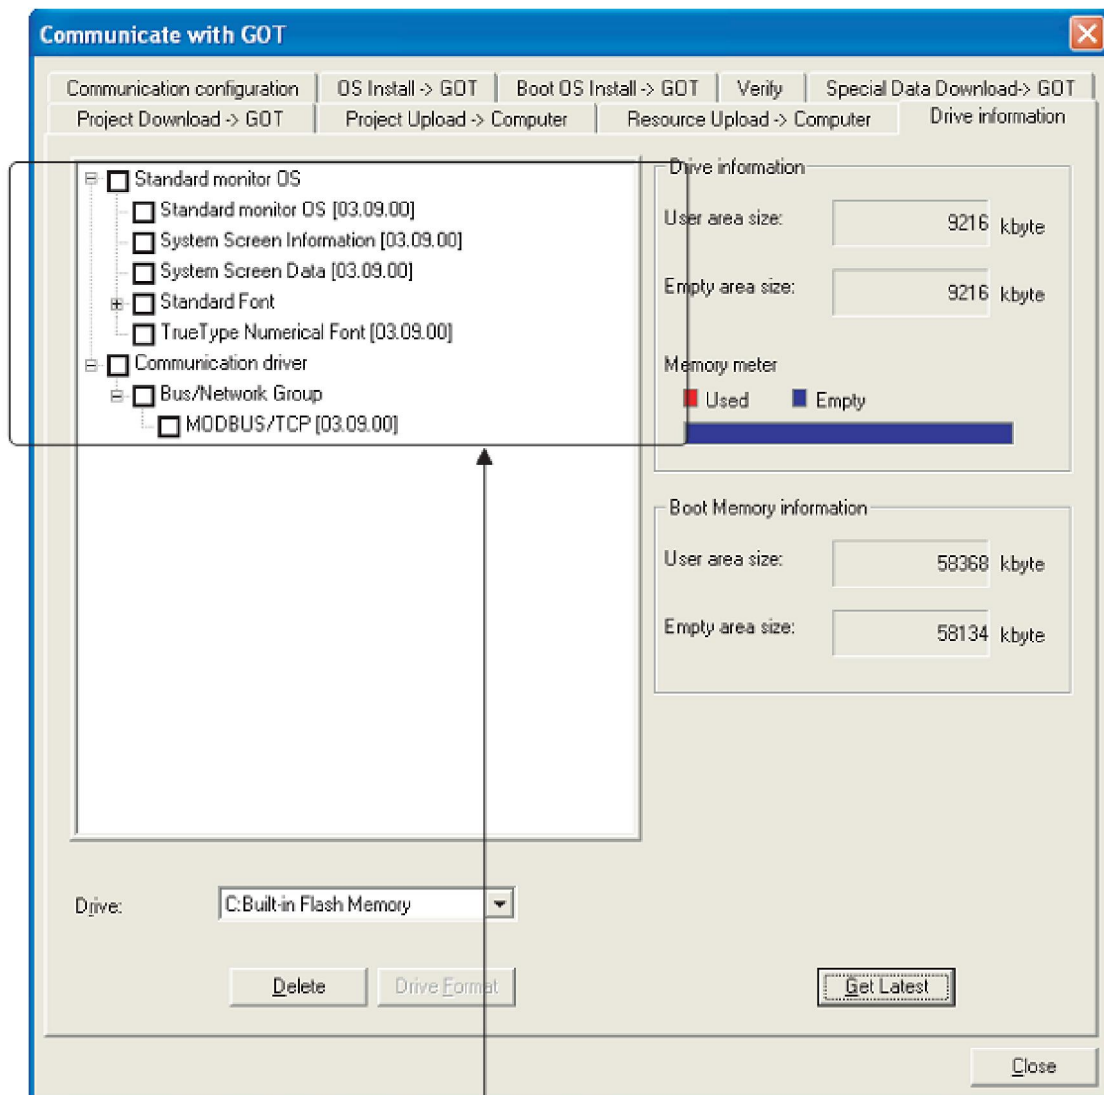 Communicate with GOT
Communication configuration OS Install -> GOT Boot OS Install -> GOT Verify Special Data Download-> GOT
Project Download -> GOT Project Upload -> Computer Resource Upload -> Computer Drive information
Standard monitor OS
Standard monitor OS [03.09.00]
System Screen Information [03.09.00]
System Screen Data [03.09.00]
Standard Font
TrueType Numerical Font [03.09.00]
Communication driver
Bus/Network Group
MODBUS/TCP [03.09.00]
Drive information
User area size: 9216 kbyte
Empty area size: 9216 kbyte
Memory meter
Used Empty
Boot Memory information
User area size: 58368 kbyte
Empty area size: 58134 kbyte
Drive: C:Built-in Flash Memory
Delete Drive Format Get Latest
Close